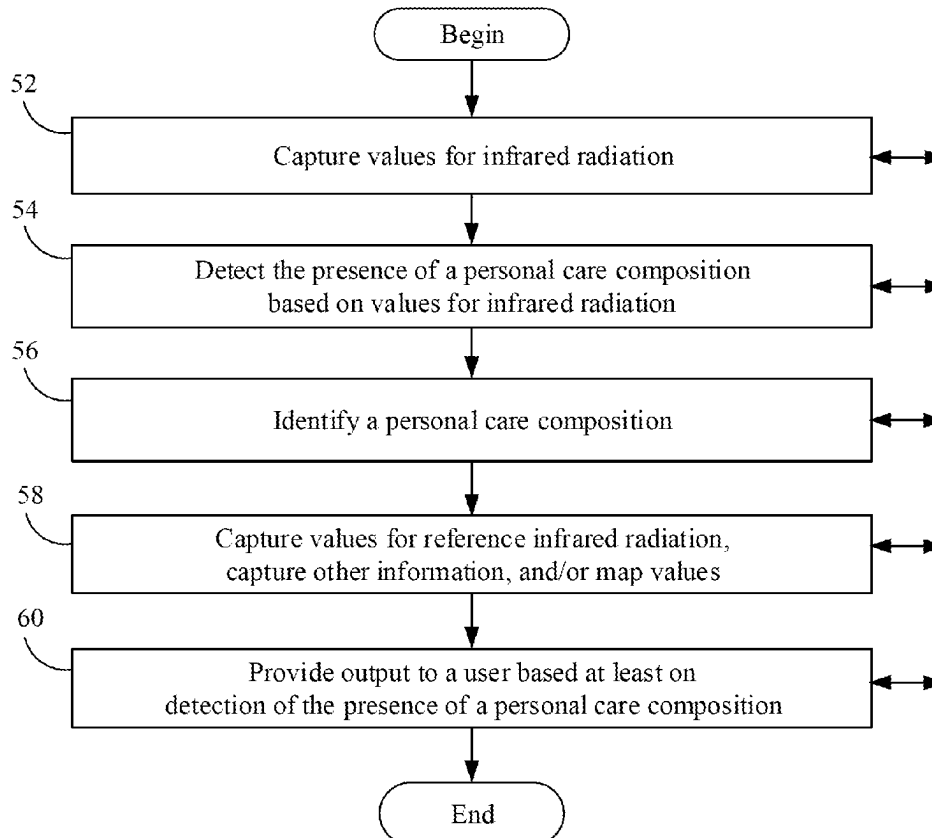 Begin
52
Capture values for infrared radiation
54
Detect the presence of a personal care composition
based on values for infrared radiation
56
Identify a personal care composition
58
Capture values for reference infrared radiation,
capture other information, and/or map values
60
Provide output to a user based at least on
detection of the presence of a personal care composition
End